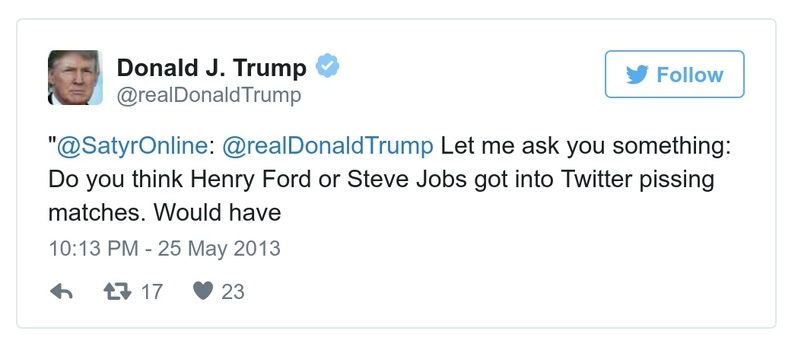 Donald J. Trump
@realDonaldTrump
Follow
"@SatyrOnline: @realDonaldTrump Let me ask you something:
Do you think Henry Ford or Steve Jobs got into Twitter pissing
matches. Would have
10:13 PM - 25 May 2013
17 23